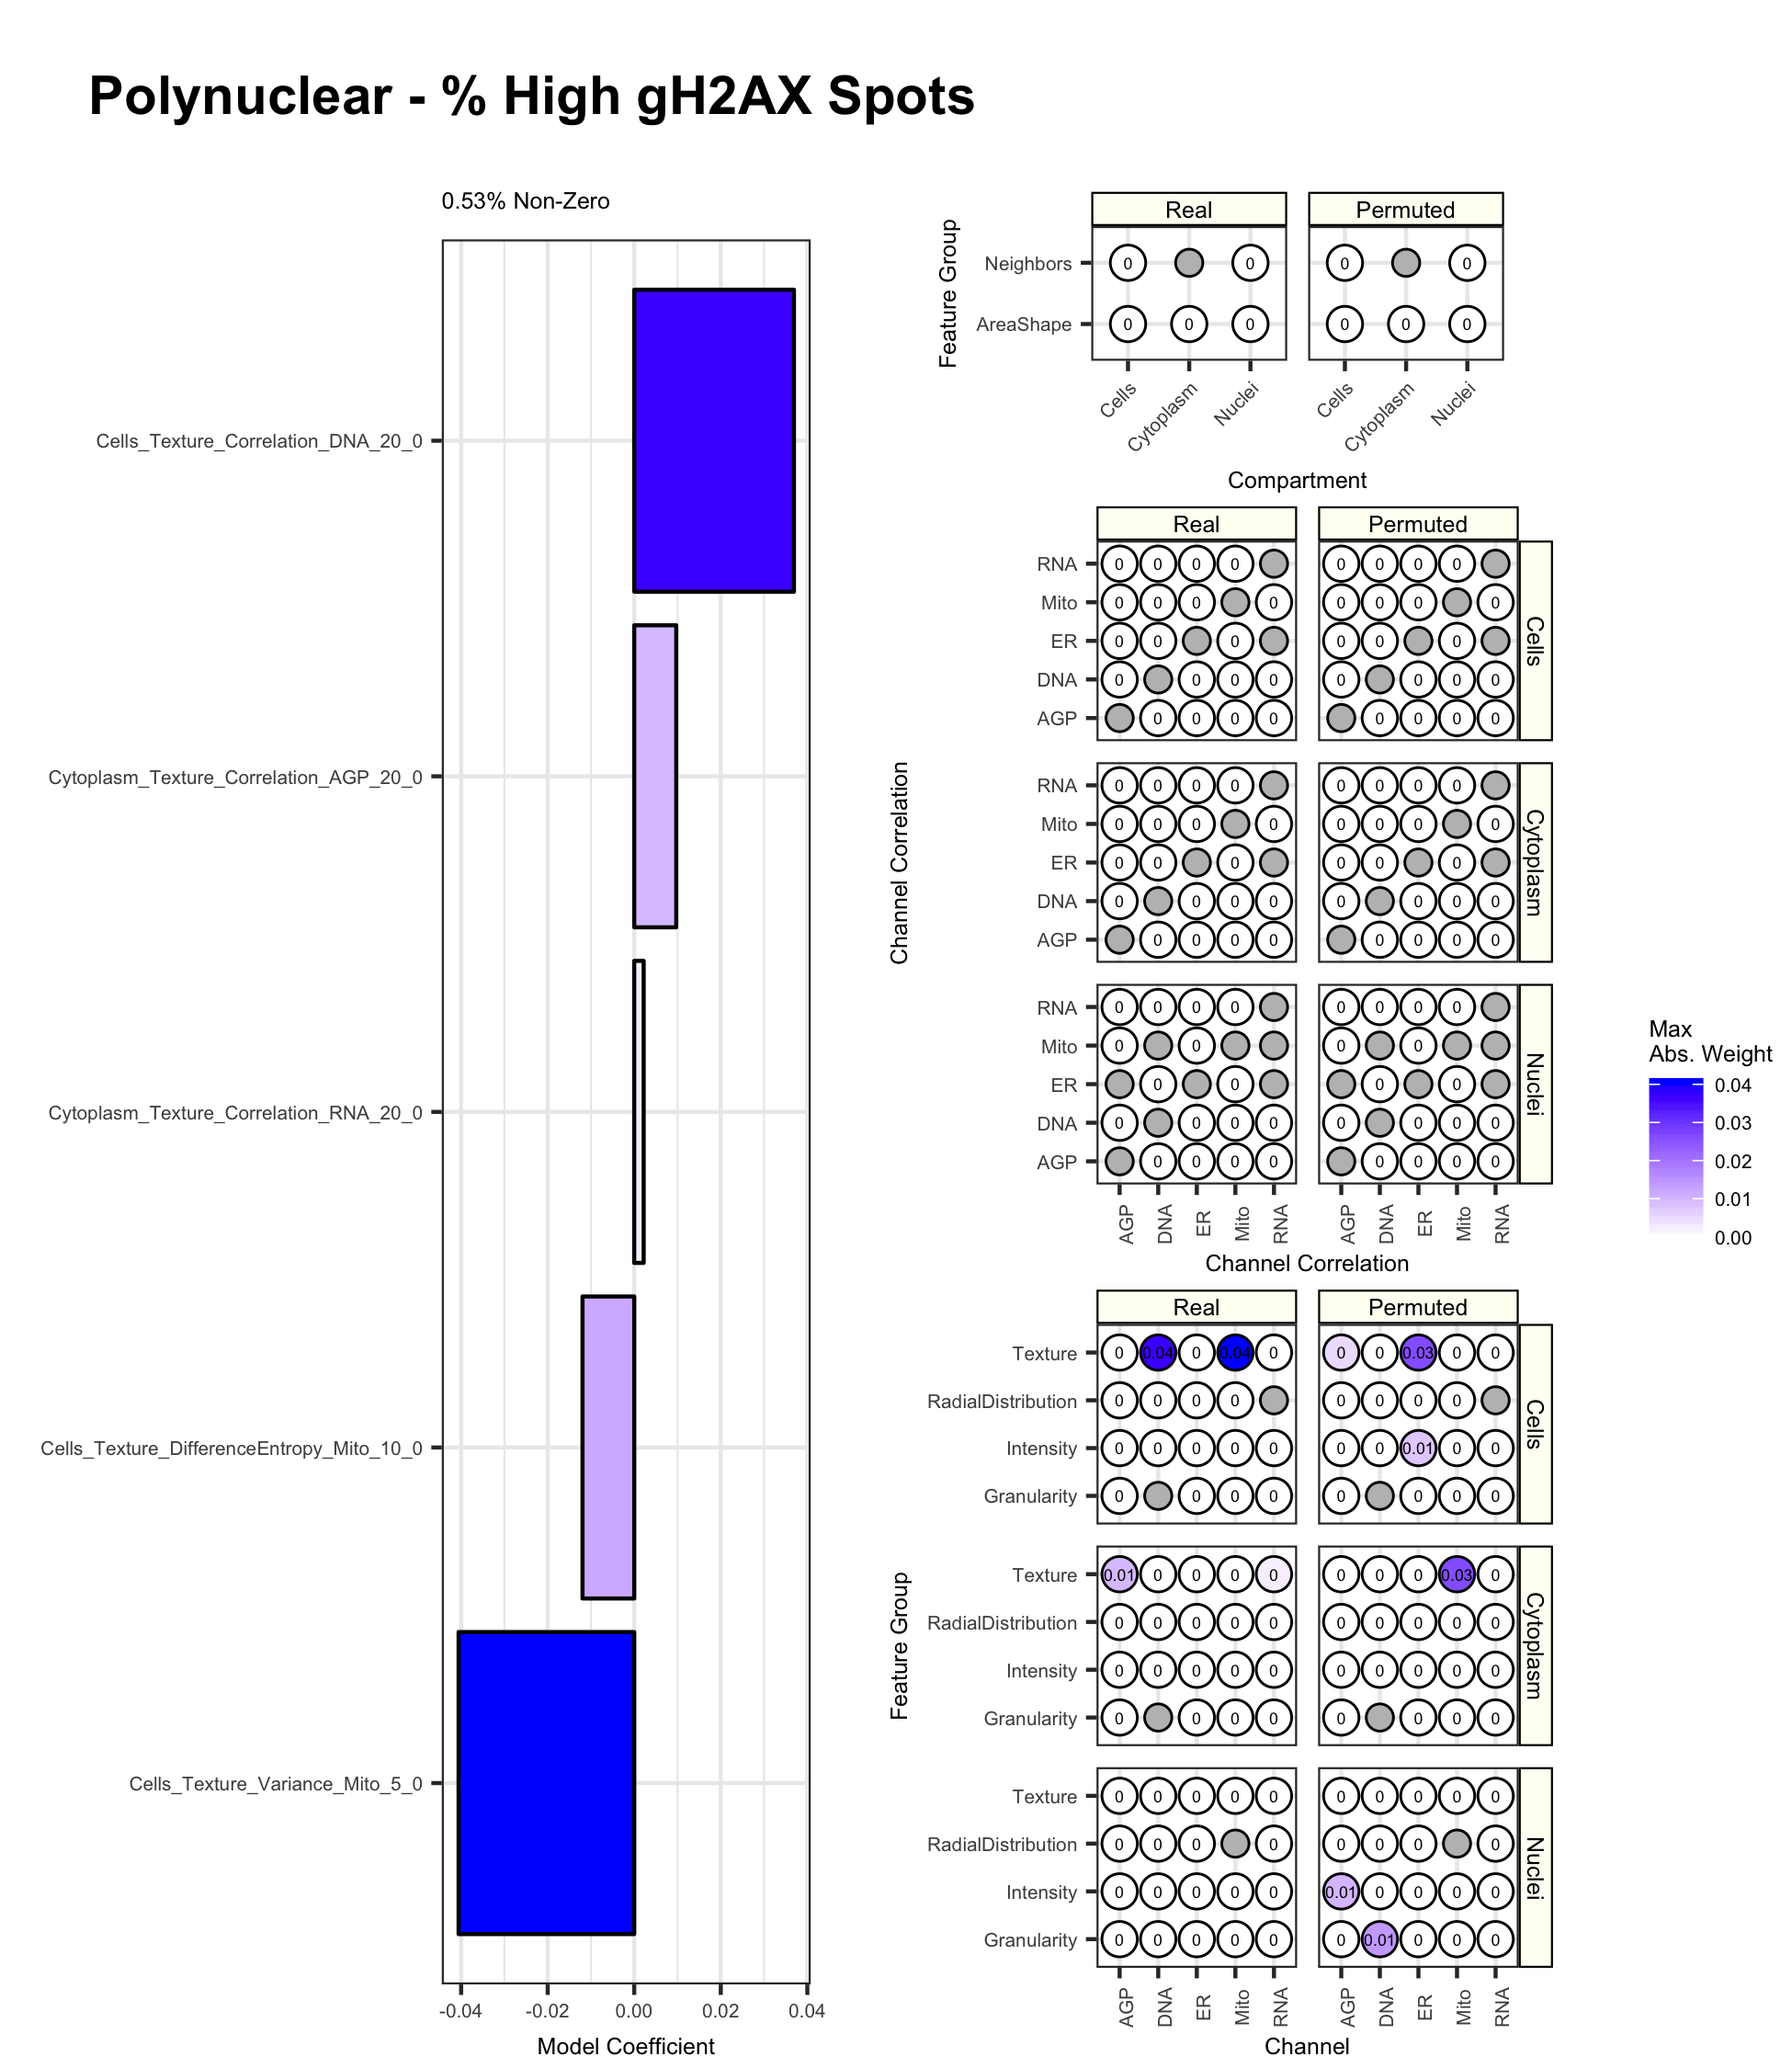 Polynuclear - % High gH2AX Spots
0.53% Non-Zero
Cells_Texture_Correlation_DNA_20_0
Cytoplasm_Texture_Correlation_AGP_20_0
Cytoplasm_Texture_Correlation_RNA_20_0
Cells_Texture_DifferenceEntropy_Mito_10_0
Cells_Texture_Variance_Mito_5_0
-0.04 -0.02 0.00 0.02 0.04
Model Coefficient
Real Permuted
Feature Group
Neighbors 0 0 0 0
AreaShape 0 0 0 0 0 0
Cells Cytoplasm Nuclei Cells Cytoplasm Nuclei
Compartment
Real Permuted
Channel Correlation
RNA 0 0 0 0 0 0 0 0
Mito 0 0 0 0 0 0 0 0
ER 0 0 0 0 0 0
DNA 0 0 0 0 0 0 0 0
AGP 0 0 0 0 0 0 0 0
Cells
RNA 0 0 0 0 0 0 0 0
Mito 0 0 0 0 0 0 0 0
ER 0 0 0 0 0 0
DNA 0 0 0 0 0 0 0 0
AGP 0 0 0 0 0 0 0 0
Cytoplasm
RNA 0 0 0 0 0 0 0 0
Mito 0 0 0 0
ER 0 0 0 0
DNA 0 0 0 0 0 0 0 0
AGP 0 0 0 0 0 0 0 0
Nuclei
AGP DNA ER Mito RNA AGP DNA ER Mito RNA
Channel Correlation
Real Permuted
Feature Group
Texture 0 0.04 0 0.04 0 0 0 0.03 0 0
RadialDistribution 0 0 0 0 0 0 0 0
Intensity 0 0 0 0 0 0 0 0.01 0 0
Granularity 0 0 0 0 0 0 0 0
Cells
Texture 0.01 0 0 0 0 0 0 0 0.03 0
RadialDistribution 0 0 0 0 0 0 0 0 0 0
Intensity 0 0 0 0 0 0 0 0 0 0
Granularity 0 0 0 0 0 0 0 0
Cytoplasm
Texture 0 0 0 0 0 0 0 0 0 0
RadialDistribution 0 0 0 0 0 0 0 0
Intensity 0 0 0 0 0 0.01 0 0 0 0
Granularity 0 0 0 0 0 0 0.01 0 0 0
Nuclei
AGP DNA ER Mito RNA AGP DNA ER Mito RNA
Channel
Max
Abs. Weight
0.04
0.03
0.02
0.01
0.00